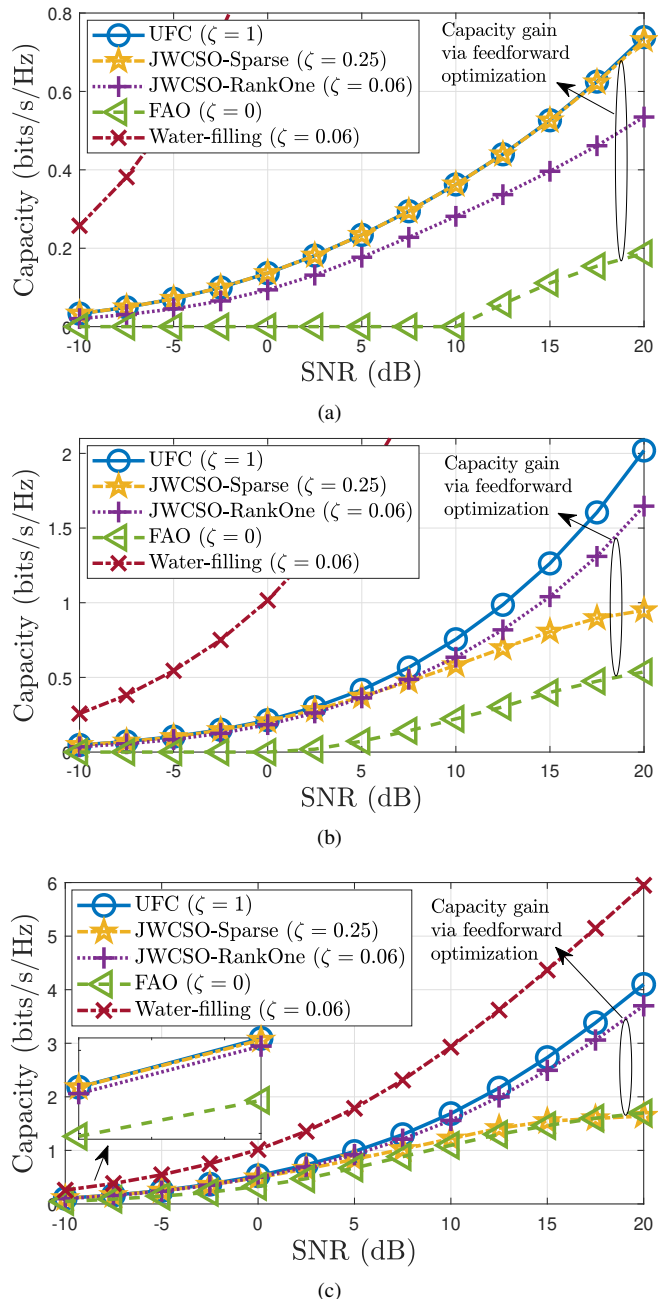 0.8
0.6
0.4
0.2
0
Capacity (bits/s/Hz)
UFC (ζ = 1)
JWCSO-Sparse (ζ = 0.25)
JWCSO-RankOne (ζ = 0.06)
FAO (ζ = 0)
Water-filling (ζ = 0.06)
Capacity gain
via feedforward
optimization
-10 -5 0 5 10 15 20
SNR (dB)
(a)
2
1.5
1
0.5
0
Capacity (bits/s/Hz)
UFC (ζ = 1)
JWCSO-Sparse (ζ = 0.25)
JWCSO-RankOne (ζ = 0.06)
FAO (ζ = 0)
Water-filling (ζ = 0.06)
Capacity gain
via feedforward
optimization
-10 -5 0 5 10 15 20
SNR (dB)
(b)
6
5
4
3
2
1
0
Capacity (bits/s/Hz)
UFC (ζ = 1)
JWCSO-Sparse (ζ = 0.25)
JWCSO-RankOne (ζ = 0.06)
FAO (ζ = 0)
Water-filling (ζ = 0.06)
Capacity gain
via feedforward
optimization
-10 -5 0 5 10 15 20
SNR (dB)
(c)